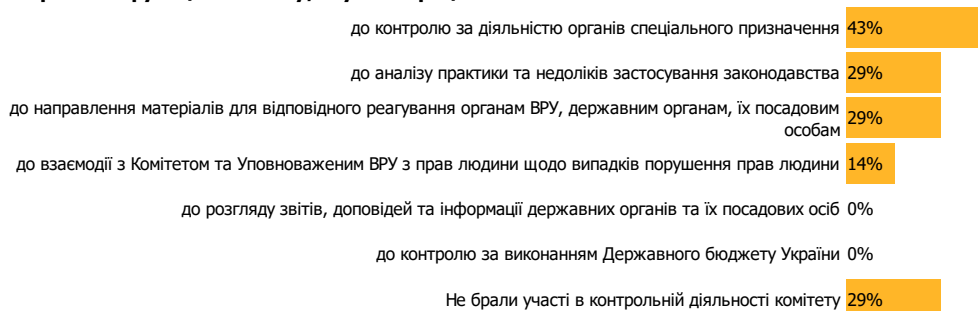 до контролю за діяльністю органів спеціального призначення 43%
до аналізу практики та недоліків застосування законодавства 29%
до направлення матеріалів для відповідного реагування органам ВРУ, державним органам, їх посадовим
особам 29%
до взаємодії з Комітетом та Уповноваженим ВРУ з прав людини щодо випадків порушення прав людини 14%
до розгляду звітів, доповідей та інформації державних органів та їх посадових осіб 0%
до контролю за виконанням Державного бюджету України 0%
Не брали участі в контрольній діяльності комітету 29%